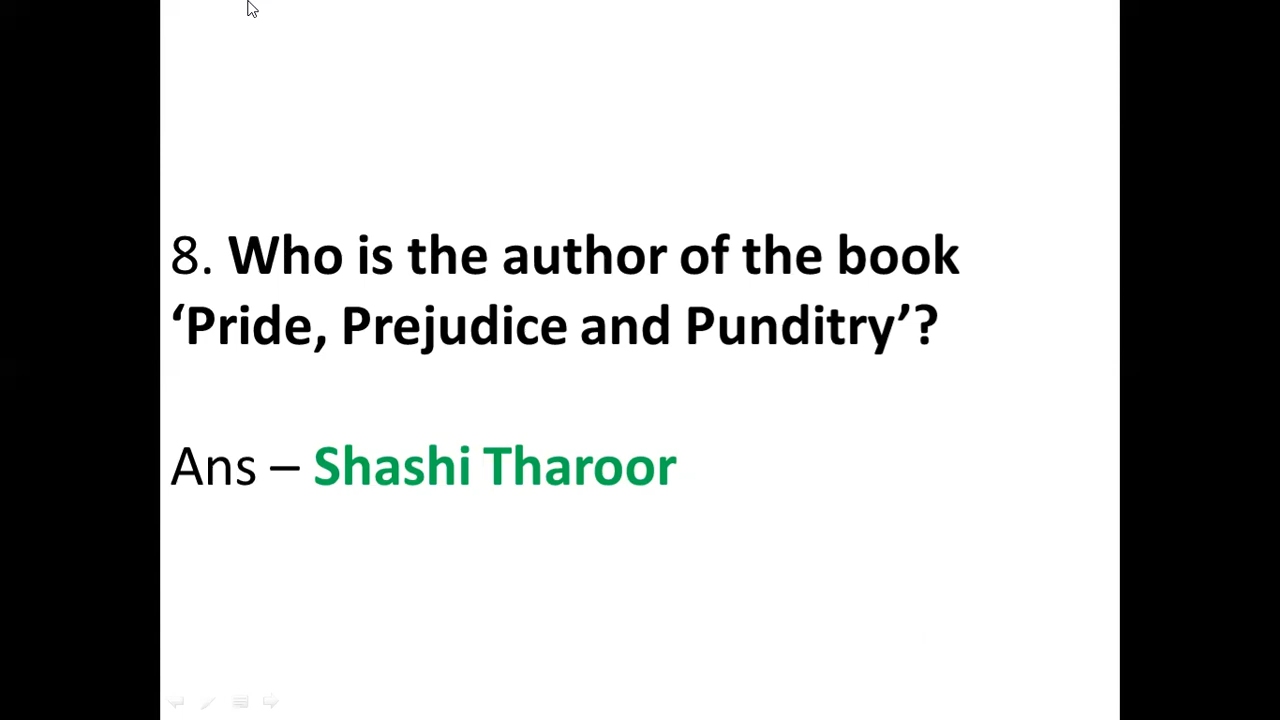 8. Who is the author of the book
‘Pride, Prejudice and Punditry’?
Ans – Shashi Tharoor